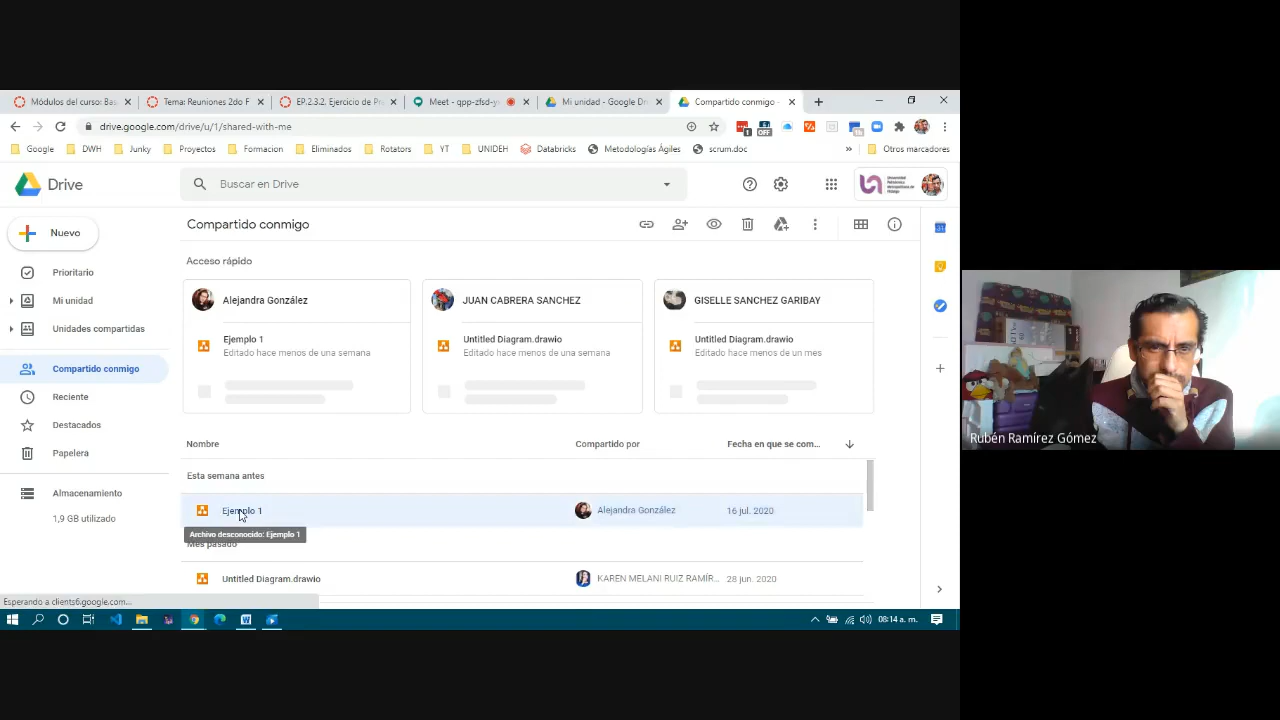 Módulos del curso: Bas
Tema: Reuniones 2do F
EP.2.3.2. Ejercicio de Pra
Meet - qpp-zfsd-y
Mi unidad - Google Dr
Compartido conmigo -
drive.google.com/drive/u/1/shared-with-me
Google
DWH
Junky
Proyectos
Formacion
Eliminados
Rotators
YT
UNIDEH
Databricks
Metodologías Ágiles
scrum.doc
»
Otros marcadores
Drive
Buscar en Drive
Universidad
Politécnica
Metropolitana de
Hidalgo
Nuevo
Compartido conmigo
Prioritario
Mi unidad
Unidades compartidas
Compartido conmigo
Reciente
Destacados
Papelera
Almacenamiento
1,9 GB utilizado
Acceso rápido
Alejandra González
Ejemplo 1
Editado hace menos de una semana
JUAN CABRERA SANCHEZ
Untitled Diagram.drawio
Editado hace menos de una semana
GISELLE SANCHEZ GARIBAY
Untitled Diagram.drawio
Editado hace menos de un mes
Nombre
Compartido por
Fecha en que se com...
Esta semana antes
Ejemplo 1
Alejandra González
16 jul. 2020
Archivo desconocido: Ejemplo 1
Mes pasado
Untitled Diagram.drawio
KAREN MELANI RUIZ RAMÍR...
28 jun. 2020
Esperando a clients6.google.com...
08:14 a. m.
Rubén Ramírez Gómez